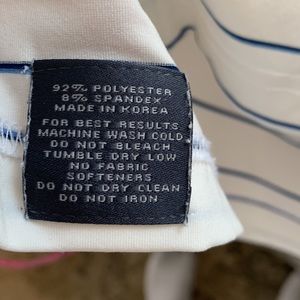 92% POLYESTER
8% SPANDEX
MADE IN KOREA
FOR BEST RESULTS
MACHINE WASH COLD
DO NOT BLEACH
TUMBLE DRY LOW
NO FABRIC
SOFTENERS
DO NOT DRY CLEAN
DO NOT IRON